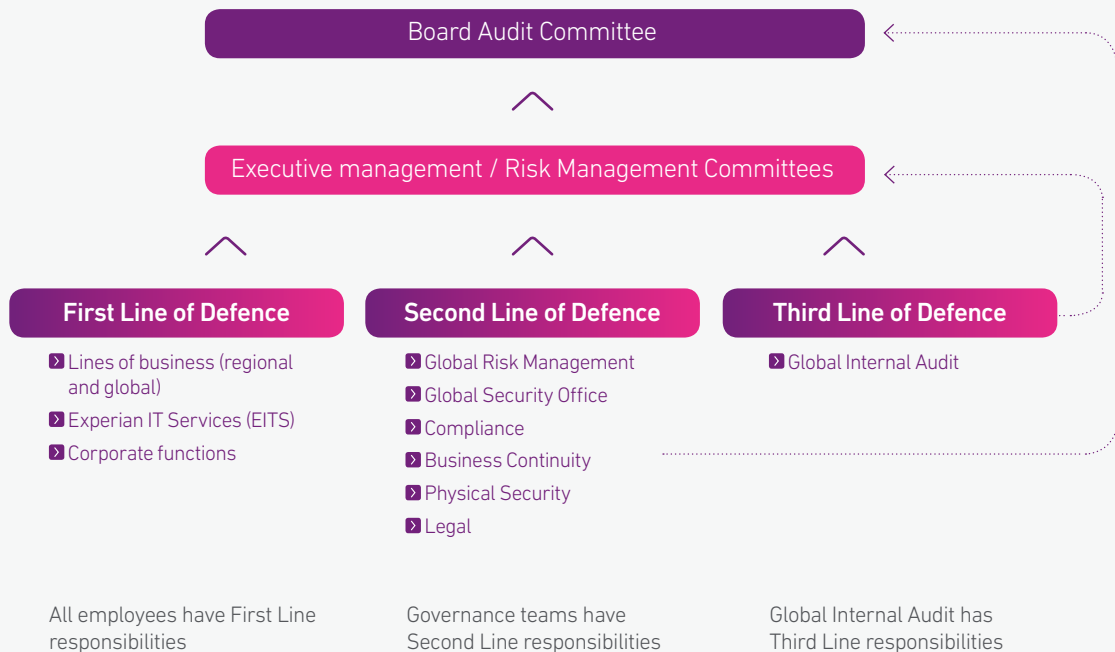 Board Audit Committee
Executive management / Risk Management Committees
First Line of Defence
Lines of business (regional
and global)
Experian IT Services (EITS)
Corporate functions
All employees have First Line
responsibilities
Second Line of Defence
Global Risk Management
Global Security Office
Compliance
Business Continuity
Physical Security
Legal
Governance teams have
Second Line responsibilities
Third Line of Defence
Global Internal Audit
Global Internal Audit has
Third Line responsibilities